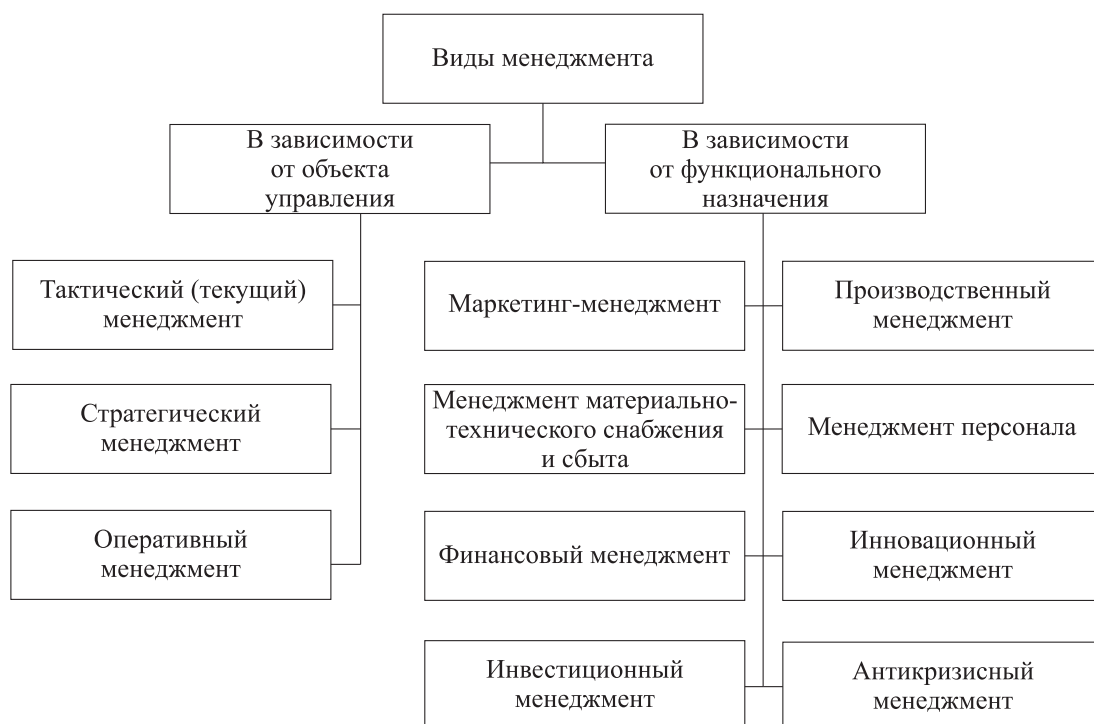 Виды менеджмента
В зависимости
от объекта
управления
В зависимости
от функционального
назначения
Тактический (текущий)
менеджмент
Стратегический
менеджмент
Оперативный
менеджмент
Маркетинг-менеджмент
Производственный
менеджмент
Менеджмент материально-
технического снабжения
и сбыта
Менеджмент персонала
Финансовый менеджмент
Инновационный
менеджмент
Инвестиционный
менеджмент
Антикризисный
менеджмент